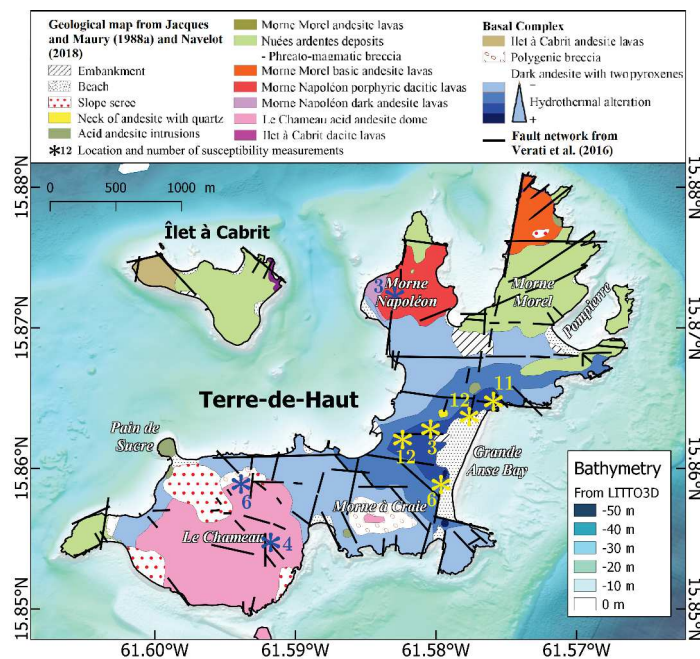 Geological map from Jacques
and Maury (1988a) and Navelot
(2018)
Embankment
Beach
Slope scree
Neck of andesite with quartz
Acid andesite intrusions
12 Location and number of susceptibility measurements
Morne Morel andesite lavas
Nuées ardentes deposits
- Phreato-magmatic breccia
Morne Morel basic andesite lavas
Morne Napoléon porphyric dacitic lavas
Morne Napoléon dark andesite lavas
Le Chameau acid andesite dome
Ilet à Cabrit dacite lavas
Basal Complex
Ilet à Cabrit andesite lavas
Polygenic breccia
Dark andesite with two pyroxenes
–
Hydrothermal alteration
+
Fault network from
Verati et al. (2016)
0 500 1000 m
15.88°N
15.88°N
Îlet à Cabrit
3
Morne
Napoléon
Morne
Morel
Pompierre
15.87°N
15.87°N
Terre-de-Haut
11
12
3
12
Pain de
Sucre
Grande
Anse Bay
15.86°N
15.86°N
6
6
Morne à Craie
Le Chameau
4
Bathymetry
From LITTO3D
-50 m
-40 m
-30 m
-20 m
-10 m
0 m
15.85°N
15.85°N
61.60°W 61.59°W 61.58°W 61.57°W